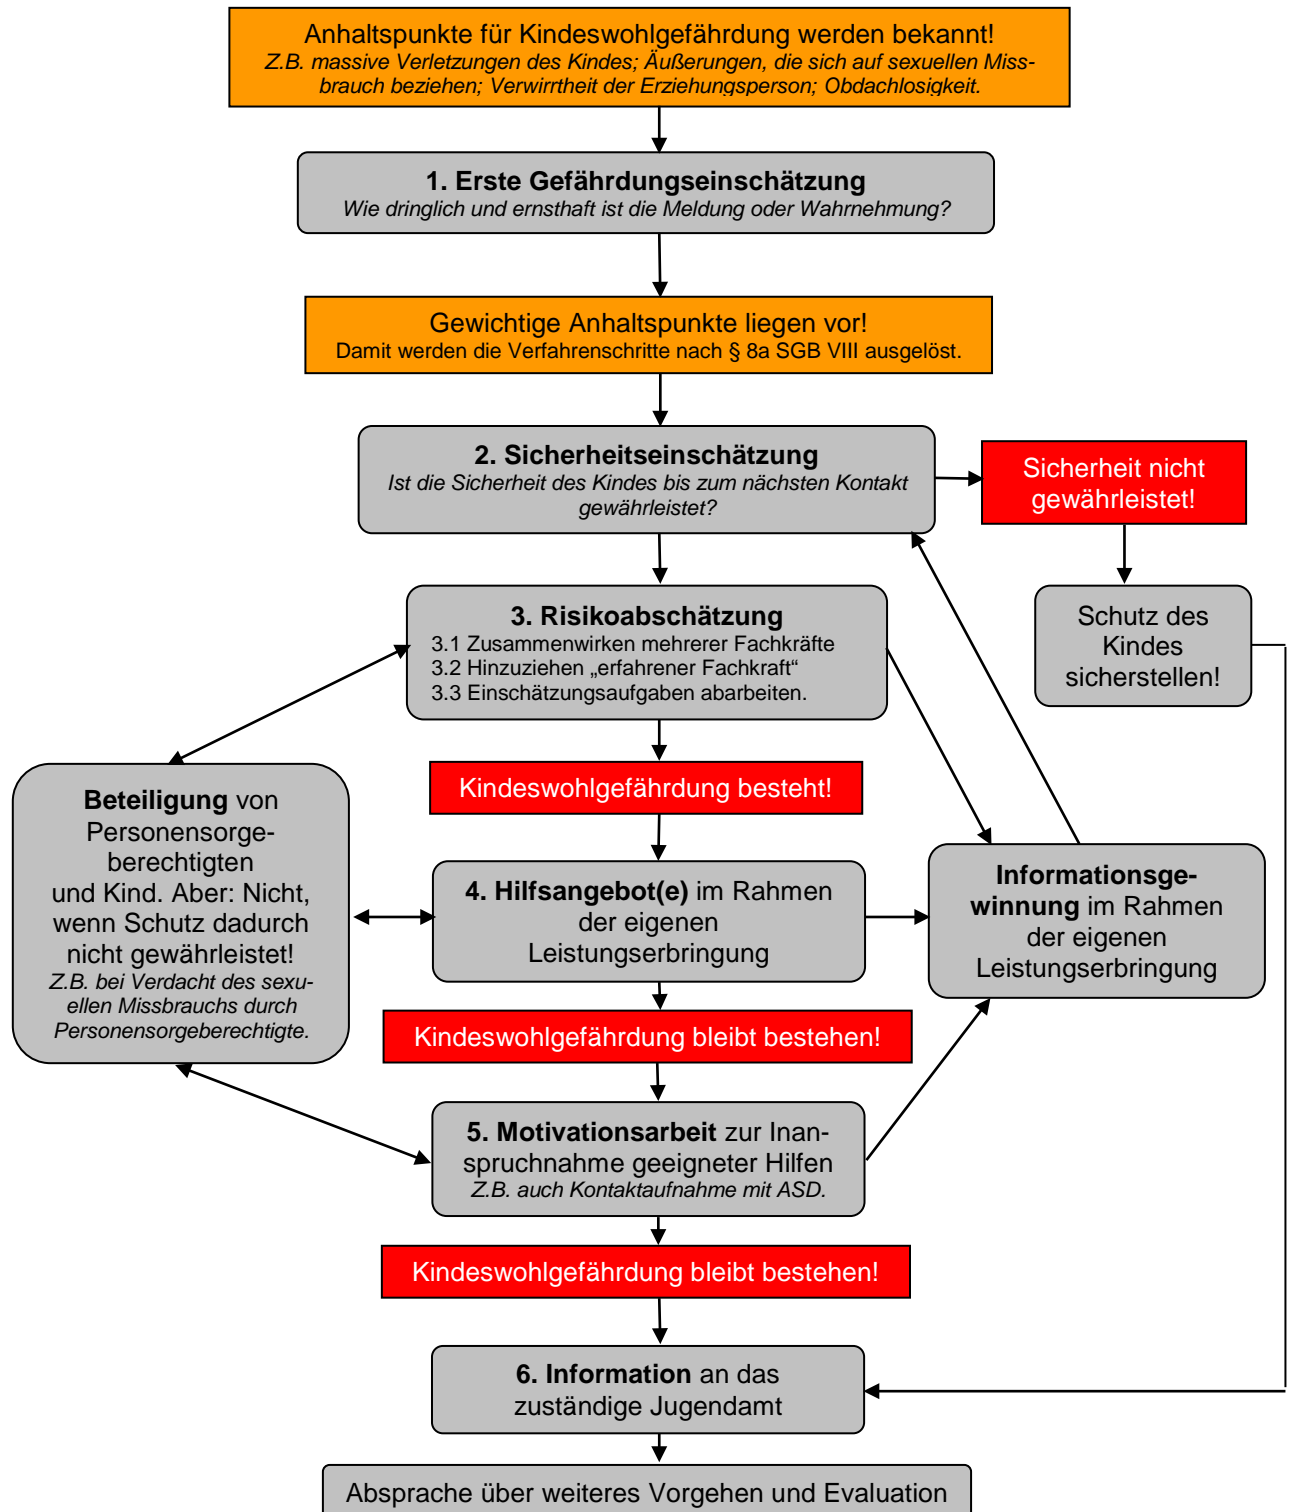 Anhaltspunkte für Kindeswohlgefährdung werden bekannt!
Z.B. massive Verletzungen des Kindes; Äußerungen, die sich auf sexuellen Miss-
brauch beziehen; Verwirrtheit der Erziehungsperson; Obdachlosigkeit.
1. Erste Gefährdungseinschätzung
Wie dringlich und ernsthaft ist die Meldung oder Wahrnehmung?
Gewichtige Anhaltspunkte liegen vor!
Damit werden die Verfahrenschritte nach § 8a SGB VIII ausgelöst.
2. Sicherheitseinschätzung
Ist die Sicherheit des Kindes bis zum nächsten Kontakt
gewährleistet?
Sicherheit nicht
gewährleistet!
3. Risikoabschätzung
3.1 Zusammenwirken mehrerer Fachkräfte
3.2 Hinzuziehen „erfahrener Fachkraft“
3.3 Einschätzungsaufgaben abarbeiten.
Schutz des
Kindes
sicherstellen!
Kindeswohlgefährdung besteht!
Beteiligung von
Personensorge-
berechtigten
und Kind. Aber: Nicht,
wenn Schutz dadurch
nicht gewährleistet!
Z.B. bei Verdacht des sexu-
ellen Missbrauchs durch
Personensorgeberechtigte.
4. Hilfsangebot(e) im Rahmen
der eigenen
Leistungserbringung
Informationsge-
winnung im Rahmen
der eigenen
Leistungserbringung
Kindeswohlgefährdung bleibt bestehen!
5. Motivationsarbeit zur Inan-
spruchnahme geeigneter Hilfen
Z.B. auch Kontaktaufnahme mit ASD.
Kindeswohlgefährdung bleibt bestehen!
6. Information an das
zuständige Jugendamt
Absprache über weiteres Vorgehen und Evaluation